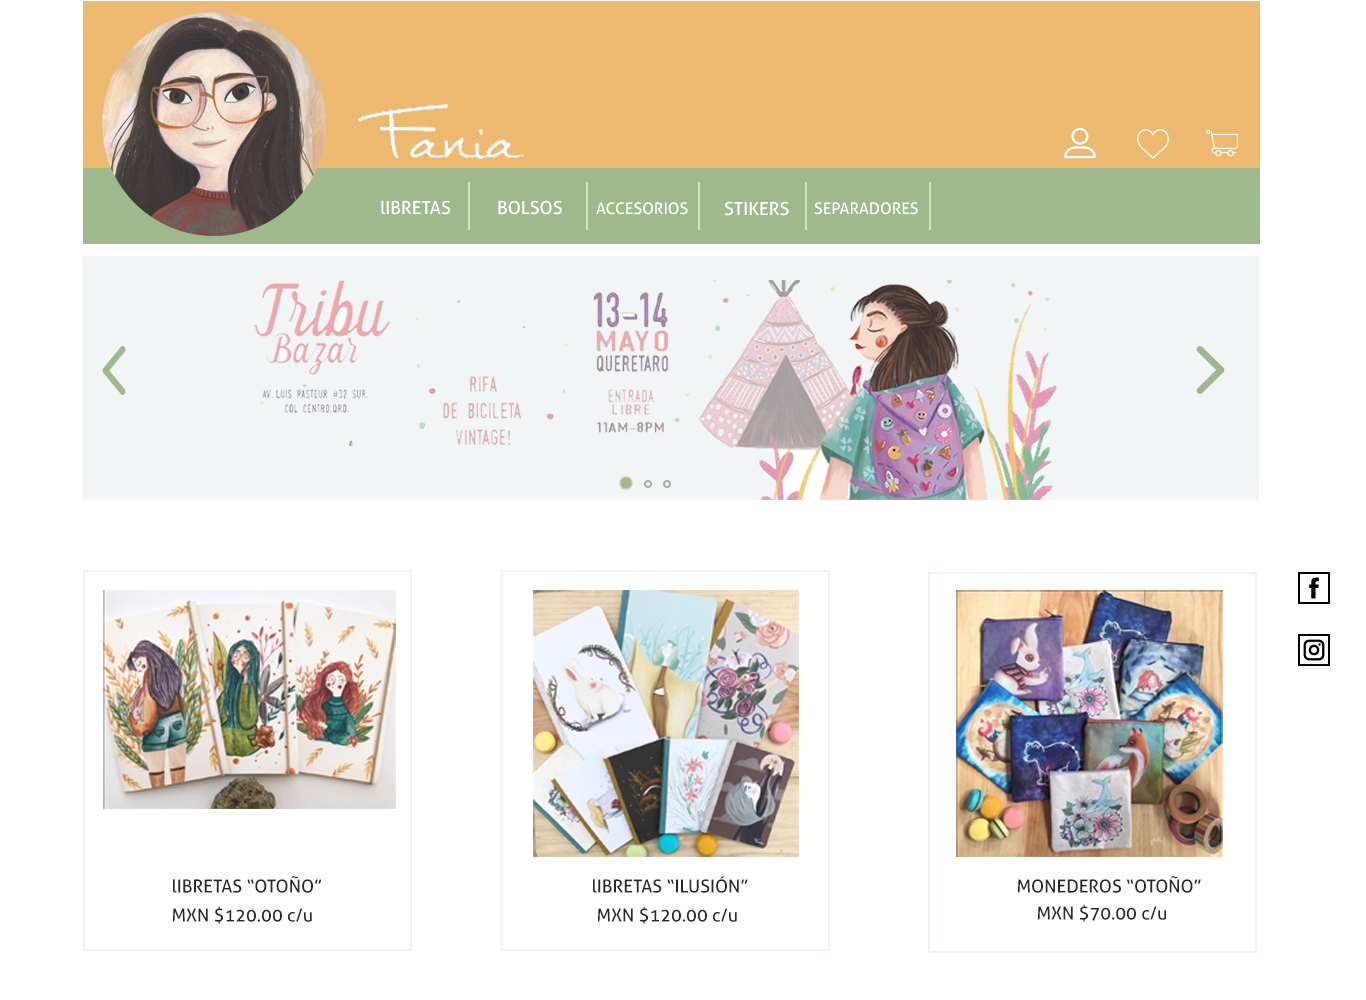 Fania
lIBRETAS
BOLSOS
ACCESORIOS
STIKERS
SEPARADORES
Tribu
Bazar
AV. LUIS PASTEUR #32 SUR.
COL CENTRO,QRO.
RIFA
DE BICILETA
VINTAGE!
13–14
MAYO
QUERETARO
ENTRADA
LIBRE
11AM–8PM
lIBRETAS “OTOÑO”
MXN $120.00 c/u
lIBRETAS “ILUSIÓN”
MXN $120.00 c/u
MONEDEROS “OTOÑO”
MXN $70.00 c/u